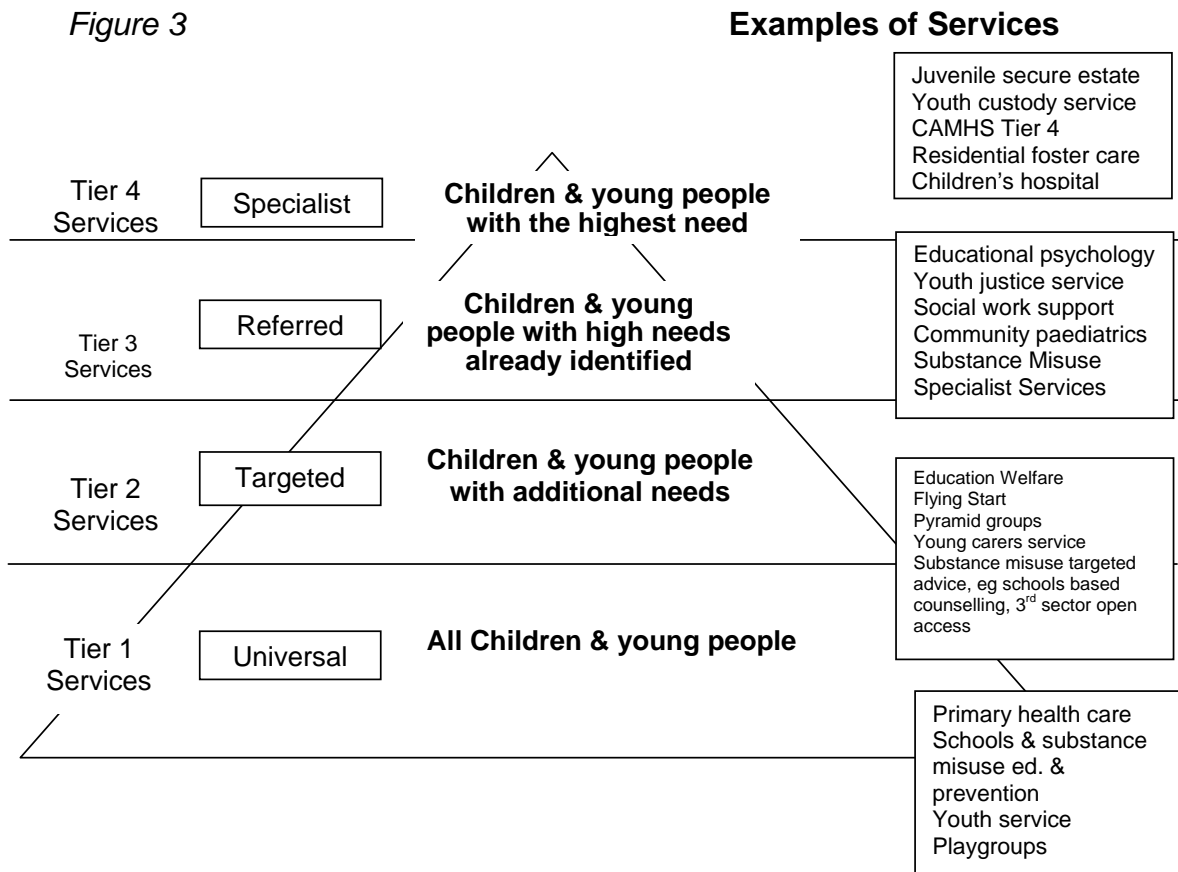 Figure 3
Examples of Services
Juvenile secure estate
Youth custody service
CAMHS Tier 4
Residential foster care
Children's hospital
Tier 4
Services
Specialist
Children & young people
with the highest need
Educational psychology
Youth justice service
Social work support
Community paediatrics
Substance Misuse
Specialist Services
Tier 3
Services
Referred
Children & young
people with high needs
already identified
Tier 2
Services
Targeted
Children & young people
with additional needs
Education Welfare
Flying Start
Pyramid groups
Young carers service
Substance misuse targeted
advice, eg schools based
counselling, 3rd sector open
access
Tier 1
Services
Universal
All Children & young people
Primary health care
Schools & substance
misuse ed. &
prevention
Youth service
Playgroups